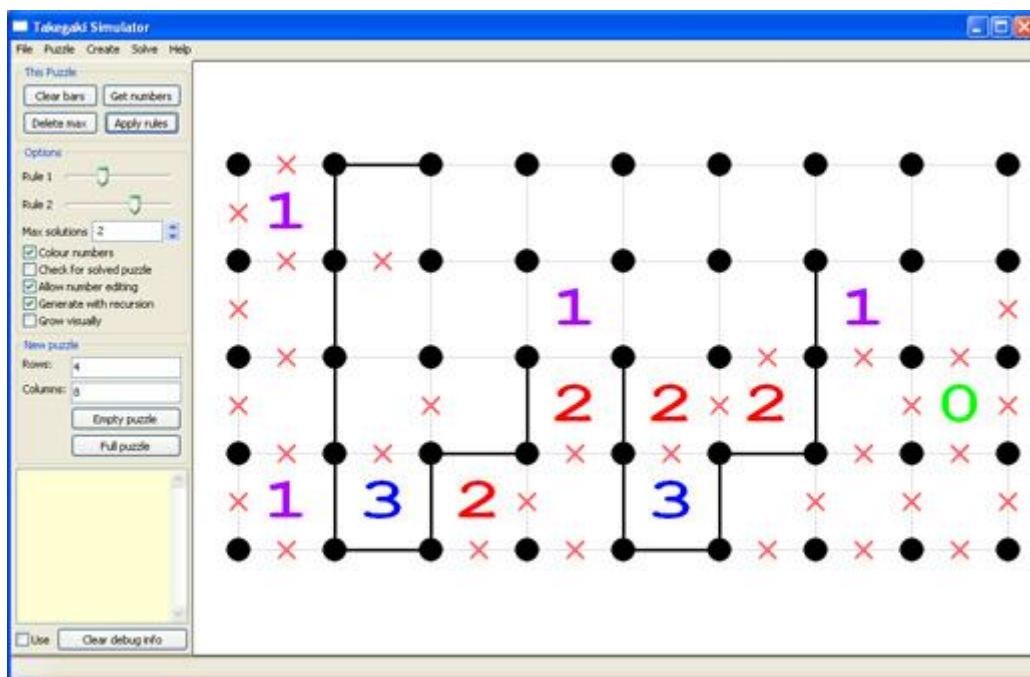 Takegaki Simulator
File Puzzle Create Solve Help
This Puzzle
Clear bars Get numbers
Delete max Apply rules
Options
Rule 1
Rule 2
Max solutions 2
Colour numbers
Check for solved puzzle
Allow number editing
Generate with recursion
Grow visually
New puzzle
Rows: 4
Columns: 8
Empty puzzle
Full puzzle
Use Clear debug info
1
1 1
2 2 2 0
1 3 2 3